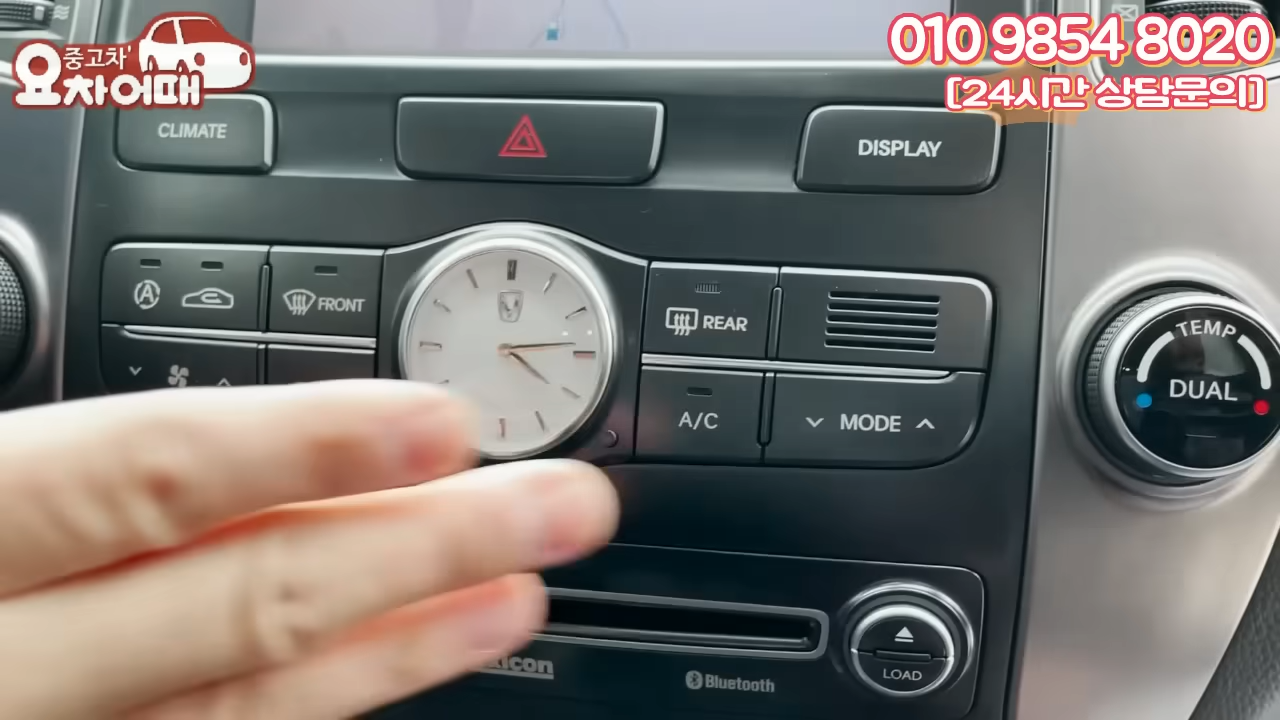 중고차'
요차어때
010 9854 8020
[24시간 상담문의]
CLIMATE
DISPLAY
A
FRONT
REAR
A/C
MODE
TEMP
DUAL
LOAD
Bluetooth